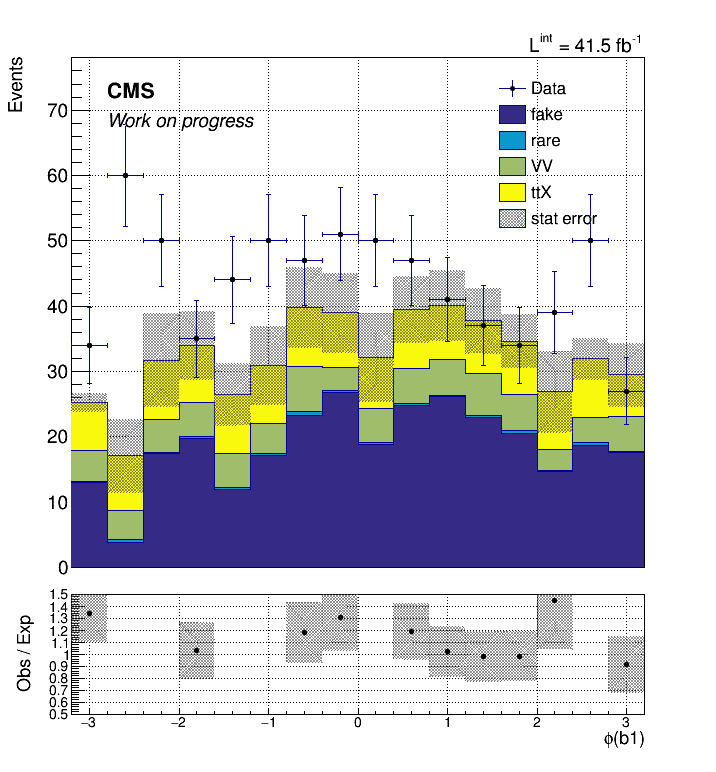 L^int = 41.5 fb^-1
Events
CMS
Work on progress
Data
fake
rare
VV
ttX
stat error
70
60
50
40
30
20
10
0
Obs / Exp
1.5
1.4
1.3
1.2
1.1
1
0.9
0.8
0.7
0.6
0.5
−3 −2 −1 0 1 2 3
ϕ(b1)